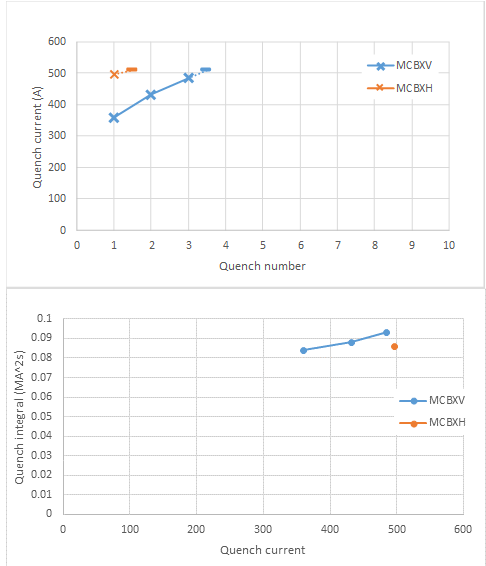 600
500
400
300
200
100
0
Quench current (A)
MCBXV
MCBXH
0 1 2 3 4 5 6 7 8 9 10
Quench number
0.1
0.09
0.08
0.07
0.06
0.05
0.04
0.03
0.02
0.01
0
Quench integral (MA^2s)
MCBXV
MCBXH
0 100 200 300 400 500 600
Quench current